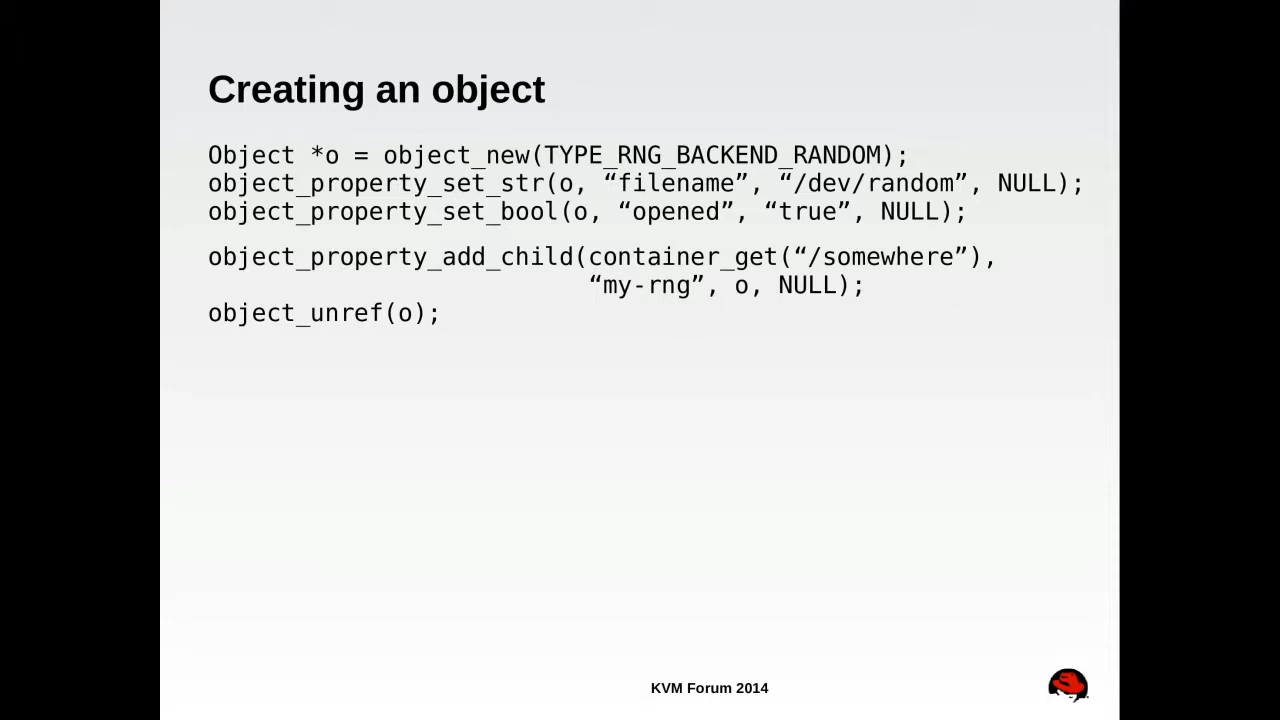 Creating an object
Object *o = object_new(TYPE_RNG_BACKEND_RANDOM);
object_property_set_str(o, “filename”, “/dev/random”, NULL);
object_property_set_bool(o, “opened”, “true”, NULL);
object_property_add_child(container_get(“/somewhere”),
“my-rng”, o, NULL);
object_unref(o);
KVM Forum 2014